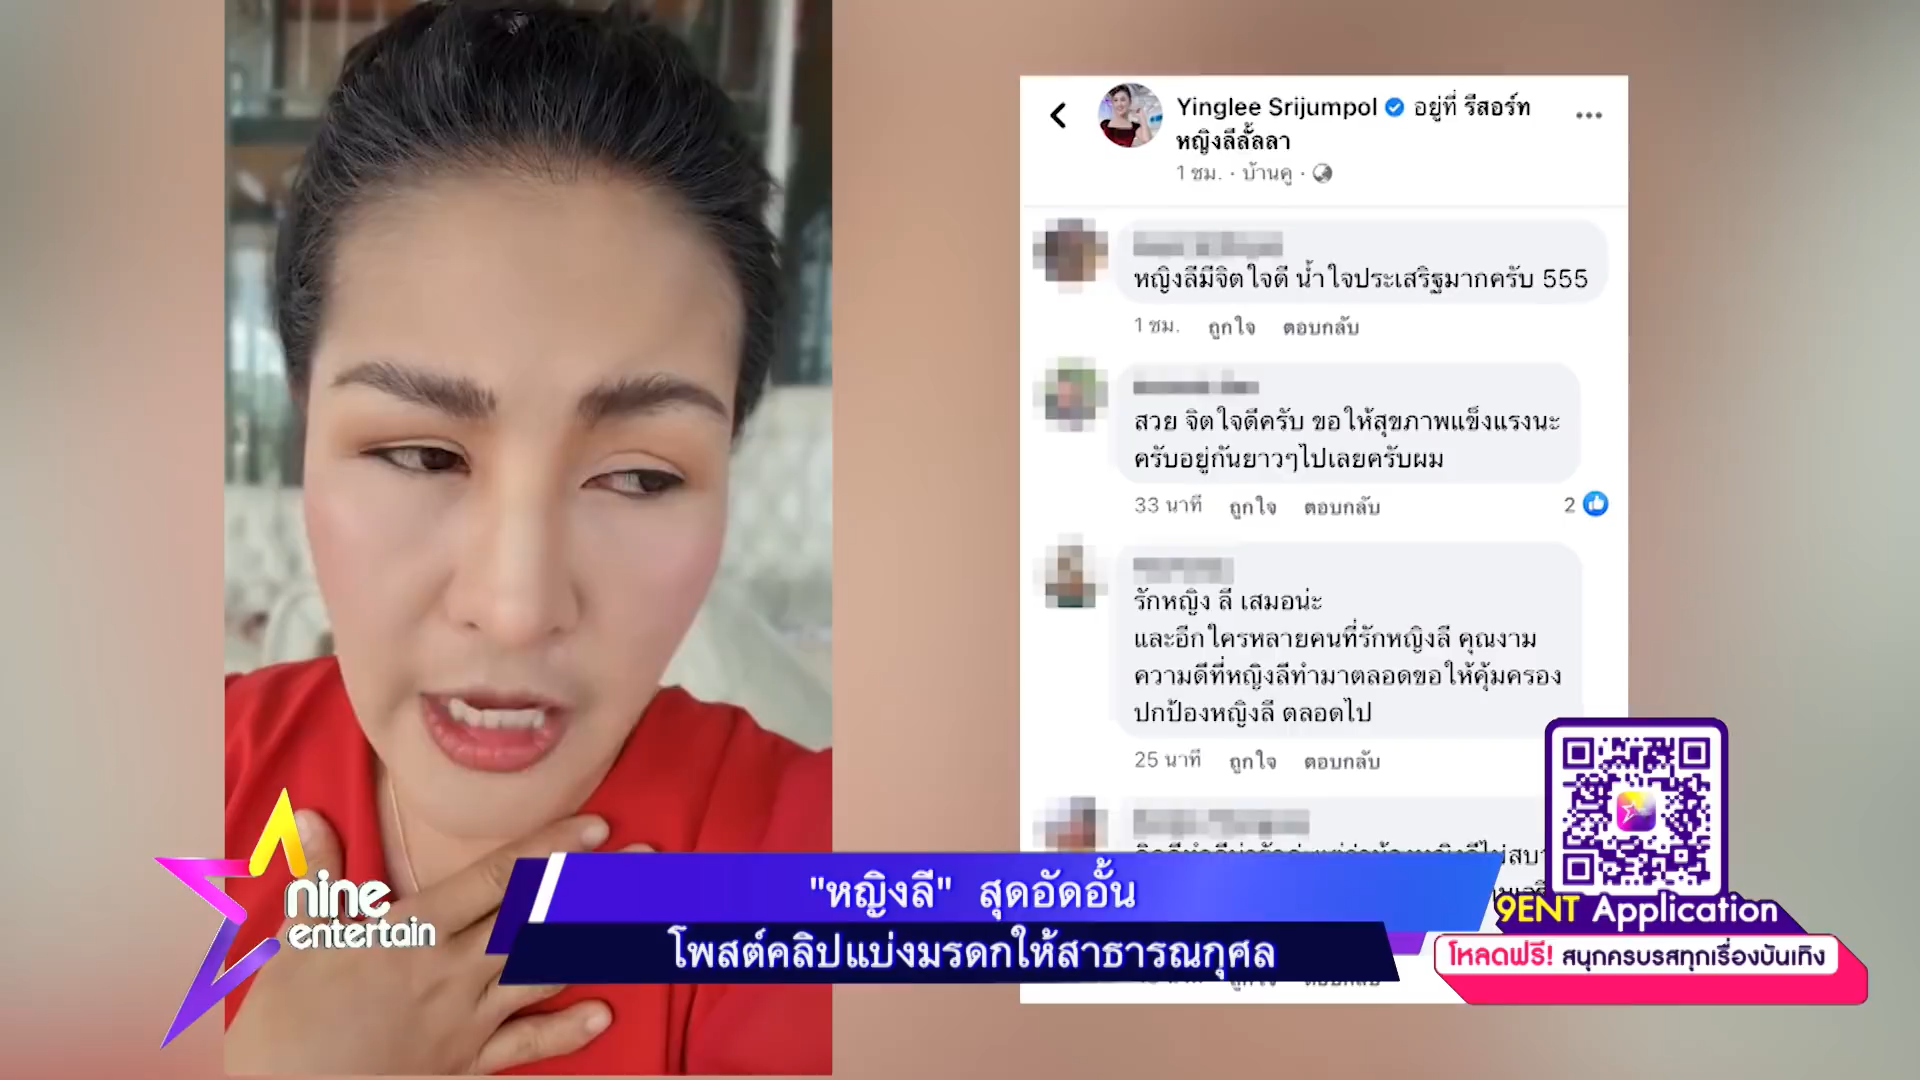 Yinglee Srijumpol อยู่ที่ รีสอร์ท
หญิงลีลั้ลลา
1 ชม. · บ้านคู ·
หญิงลีมีจิตใจดี น้ำใจประเสริฐมากครับ 555
1 ชม. ถูกใจ ตอบกลับ
สวย จิตใจดีครับ ขอให้สุขภาพแข็งแรงนะ
ครับอยู่กันยาวๆไปเลยครับผม
33 นาที ถูกใจ ตอบกลับ 2
รักหญิง ลี เสมอน่ะ
และอีกใครหลายคนที่รักหญิงลี คุณงาม
ความดีที่หญิงลีทำมาตลอดขอให้คุ้มครอง
ปกป้องหญิงลี ตลอดไป
25 นาที ถูกใจ ตอบกลับ
nine
entertain
"หญิงลี" สุดอัดอั้น
โพสต์คลิปแบ่งมรดกให้สาธารณกุศล
9ENT Application
โหลดฟรี! สนุกครบรสทุกเรื่องบันเทิง